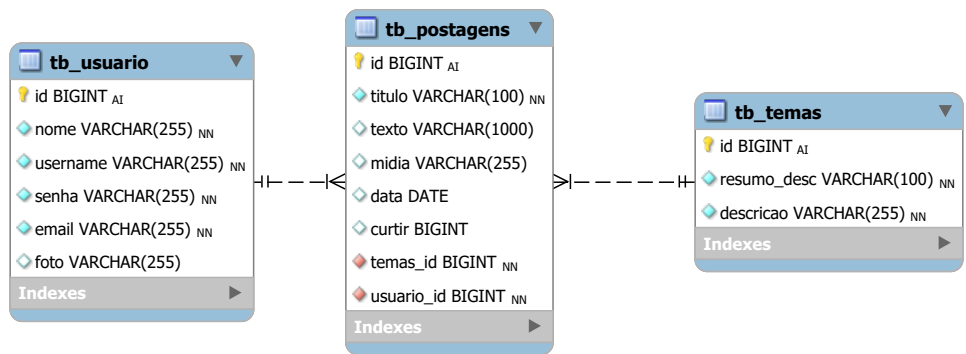 tb_usuario
id BIGINT AI
nome VARCHAR(255) NN
username VARCHAR(255) NN
senha VARCHAR(255) NN
email VARCHAR(255) NN
foto VARCHAR(255)
Indexes
tb_postagens
id BIGINT AI
titulo VARCHAR(100) NN
texto VARCHAR(1000)
midia VARCHAR(255)
data DATE
curtir BIGINT
temas_id BIGINT NN
usuario_id BIGINT NN
Indexes
tb_temas
id BIGINT AI
resumo_desc VARCHAR(100) NN
descricao VARCHAR(255) NN
Indexes